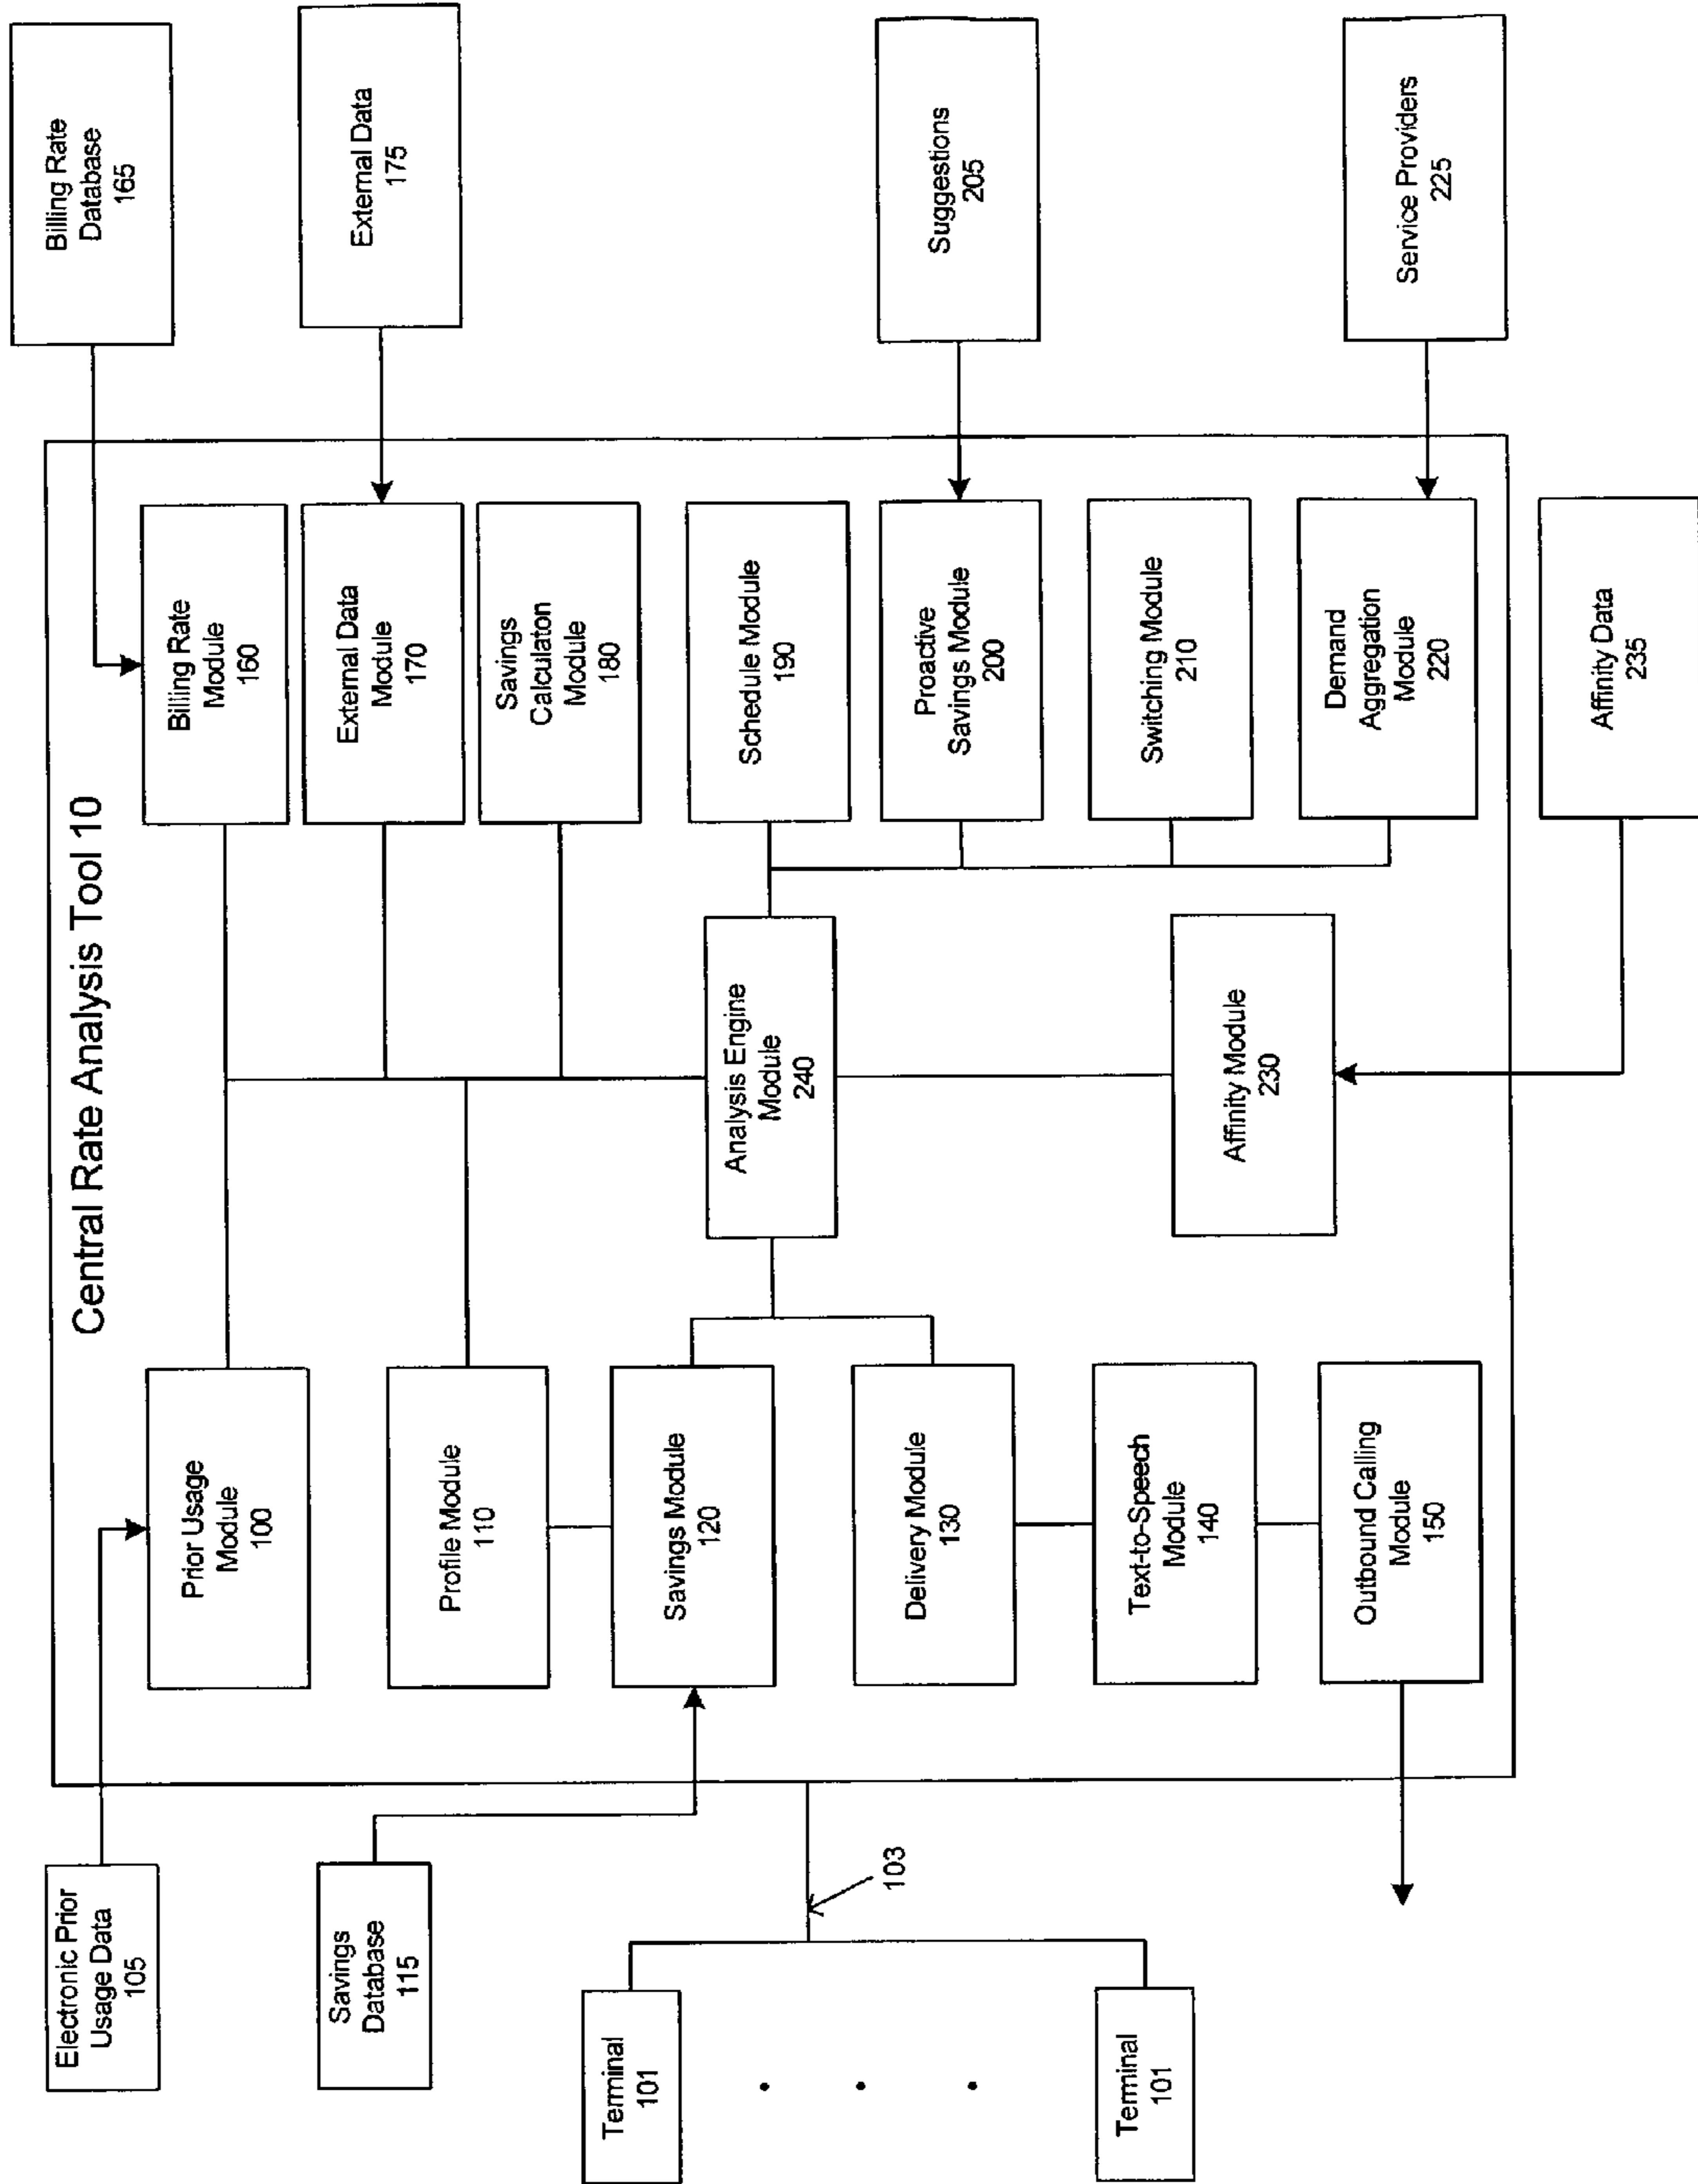 Central Rate Analysis Tool 10
Electronic Prior
Usage Data
105
Savings
Database
115
Terminal
101
Terminal
101
103
Prior Usage
Module
100
Profile Module
110
Savings Module
120
Delivery Module
130
Text-to-Speech
Module
140
Outbound Calling
Module
150
Analysis Engine
Module
240
Affinity Module
230
Billing Rate
Module
160
External Data
Module
170
Savings
Calculaton
Module
180
Schedule Module
190
Proactive
Savings Module
200
Switching Module
210
Demand
Aggregation
Module
220
Billing Rate
Database
165
External Data
175
Suggestions
205
Service Providers
225
Affinity Data
235